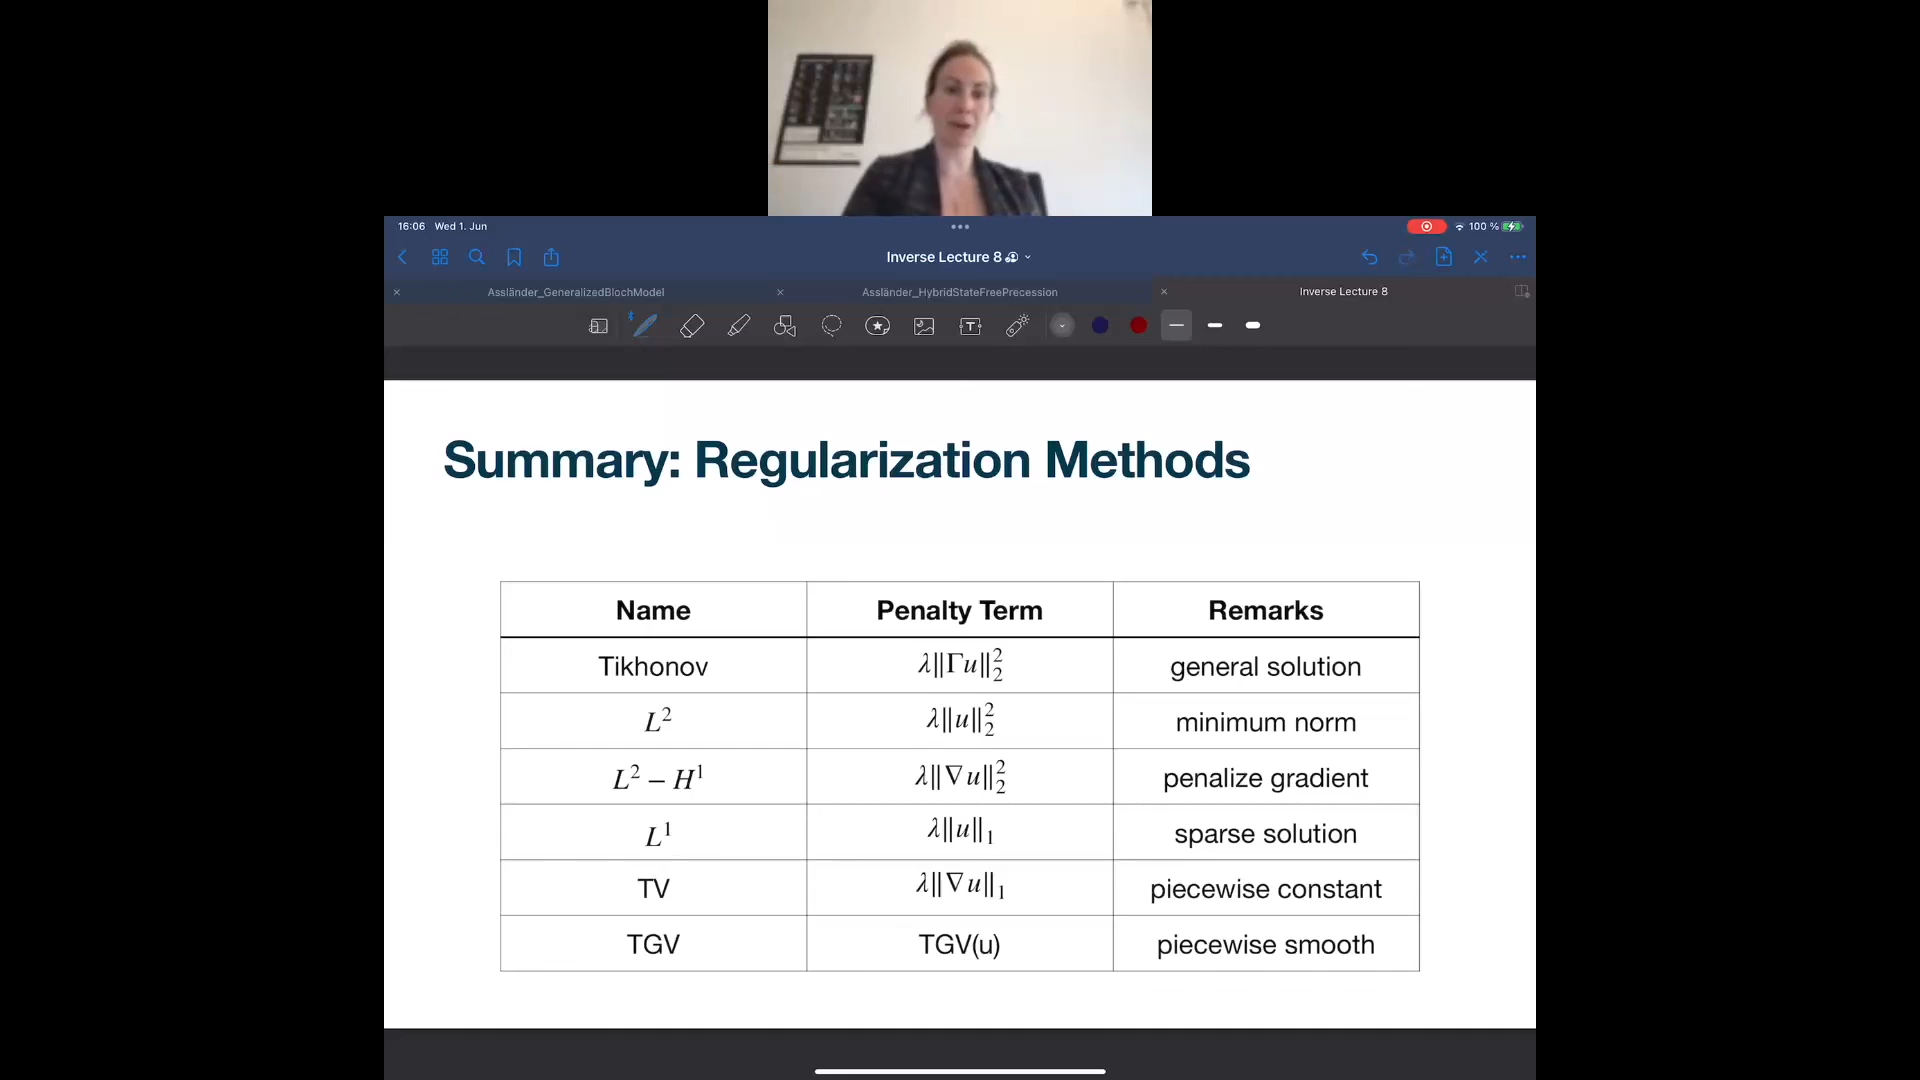 16:06 Wed 1. Jun
100 %
Inverse Lecture 8
Assländer_GeneralizedBlochModel
Assländer_HybridStateFreePrecession
Inverse Lecture 8
Summary: Regularization Methods
Name Penalty Term Remarks
Tikhonov λ‖Γu‖₂² general solution
L² λ‖u‖₂² minimum norm
L² – H¹ λ‖∇u‖₂² penalize gradient
L¹ λ‖u‖₁ sparse solution
TV λ‖∇u‖₁ piecewise constant
TGV TGV(u) piecewise smooth